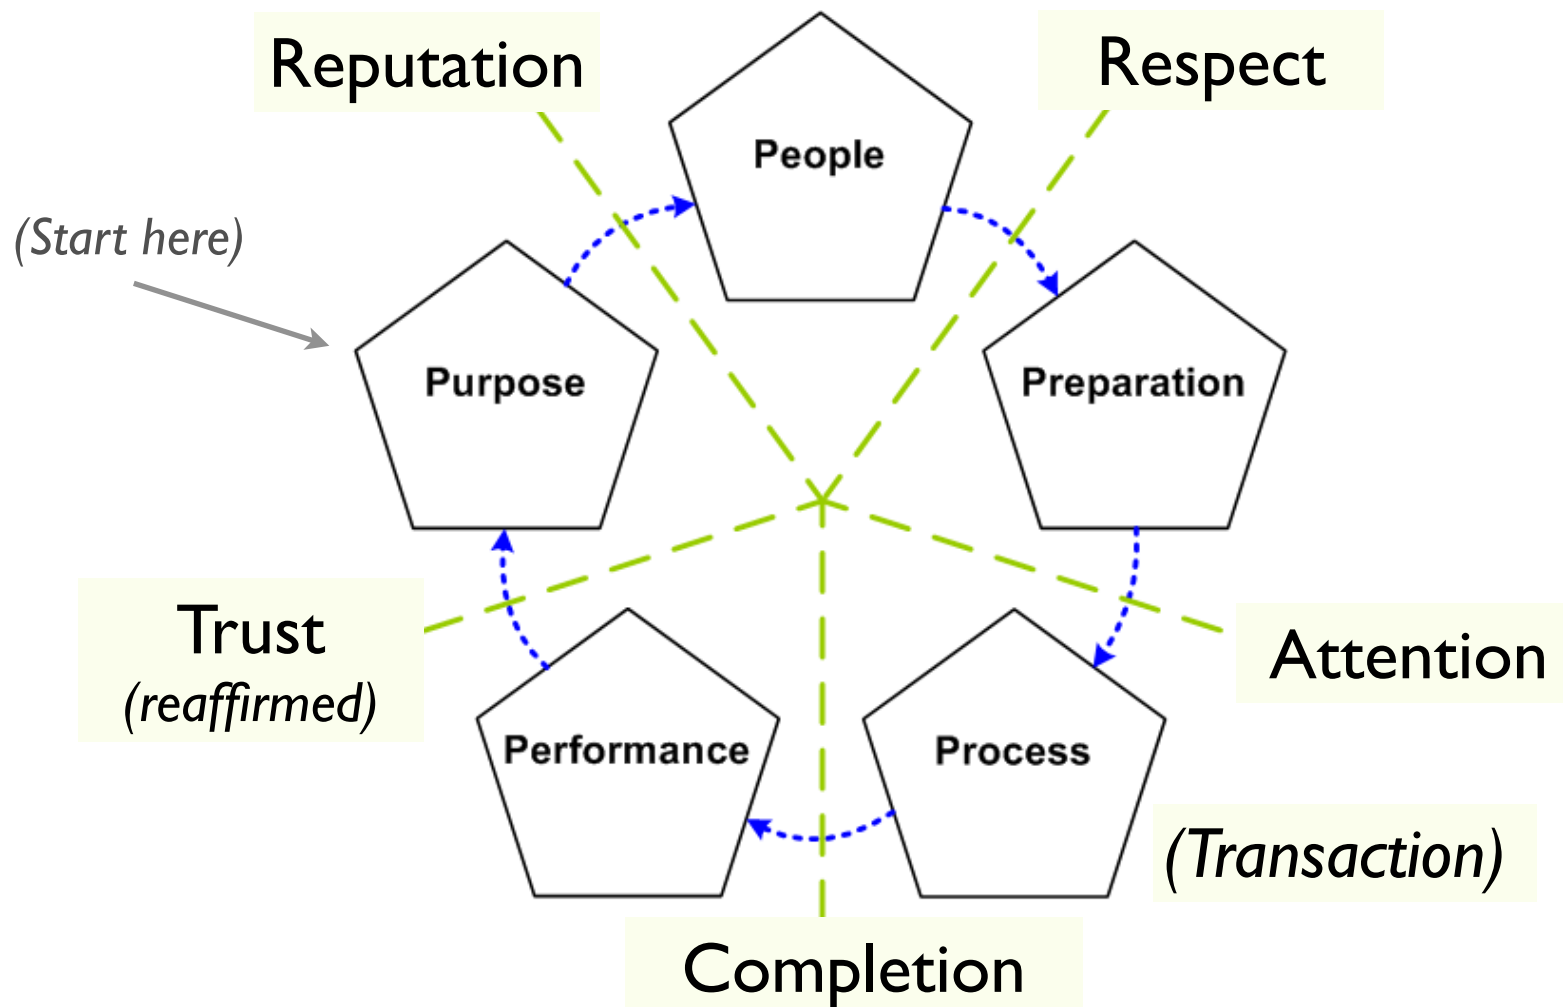 Reputation
Respect
People
(Start here)
Purpose
Preparation
Trust
(reaffirmed)
Attention
Performance
Process
(Transaction)
Completion